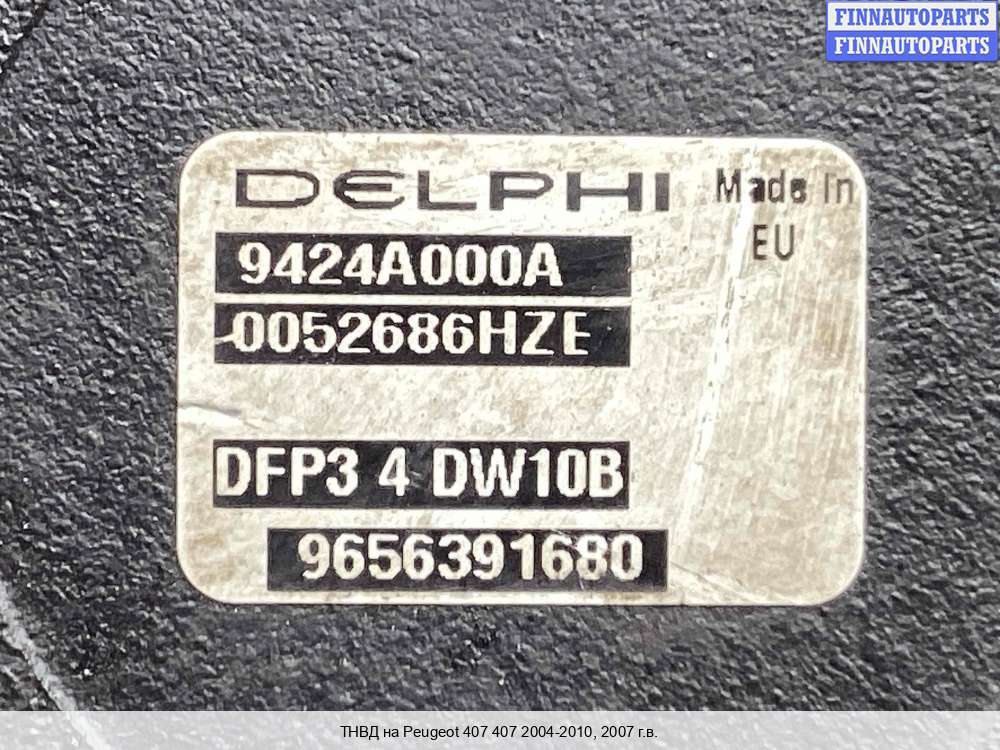 FINNAUTOPARTS
FINNAUTOPARTS
DELPHI Made In
EU
9424A000A
0052686HZE
DFP3 4 DW10B
9656391680
ТНВД на Peugeot 407 407 2004-2010, 2007 г.в.